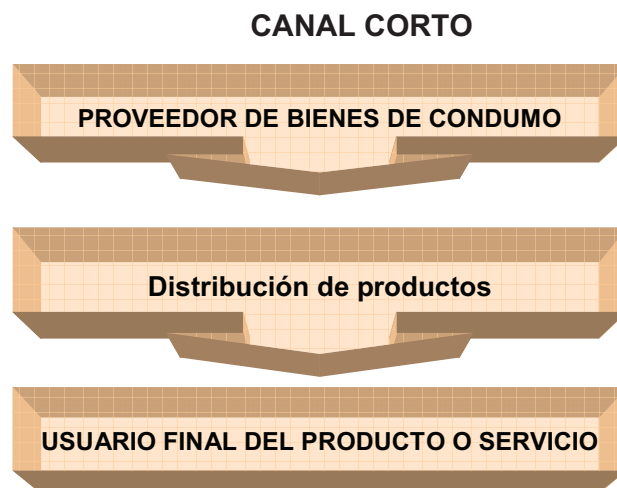 CANAL CORTO
PROVEEDOR DE BIENES DE CONDUMO
Distribución de productos
USUARIO FINAL DEL PRODUCTO O SERVICIO